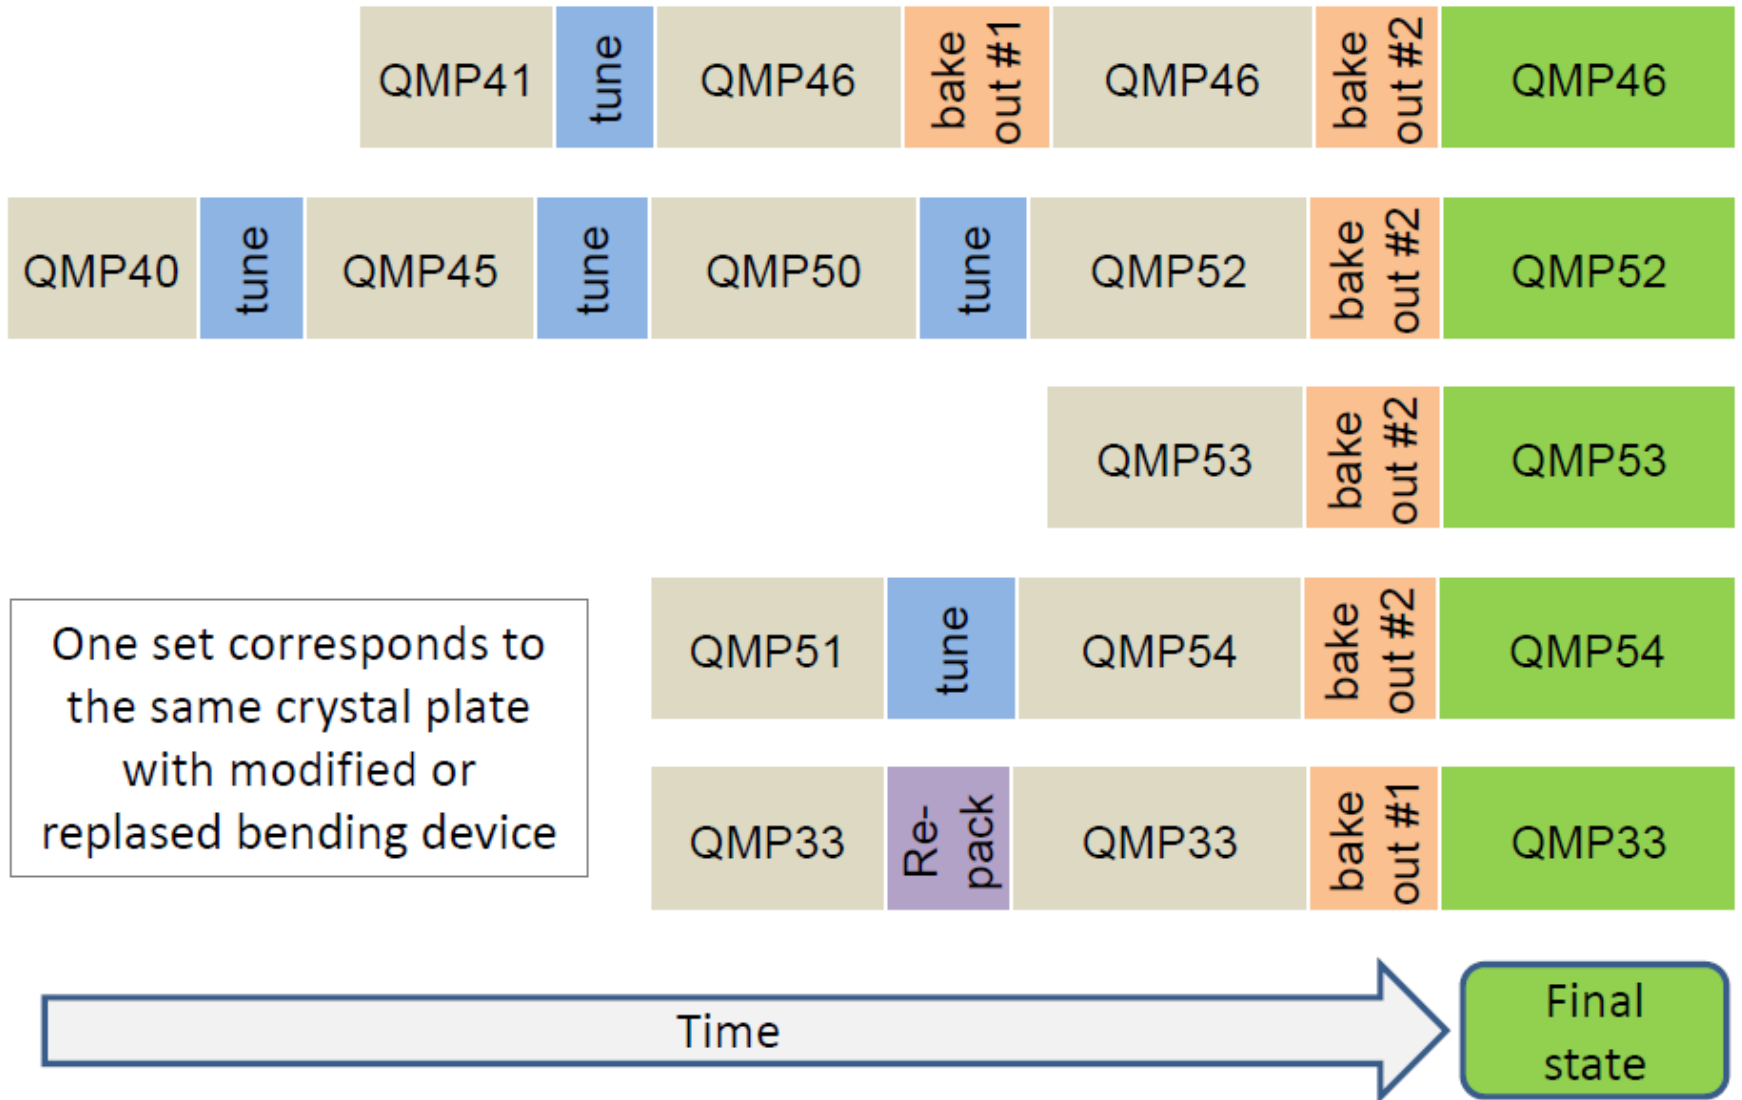 QMP41 tune QMP46 bake out #1 QMP46 bake out #2 QMP46
QMP40 tune QMP45 tune QMP50 tune QMP52 bake out #2 QMP52
QMP53 bake out #2 QMP53
QMP51 tune QMP54 bake out #2 QMP54
QMP33 Re-pack QMP33 bake out #1 QMP33
One set corresponds to
the same crystal plate
with modified or
replased bending device
Time
Final
state